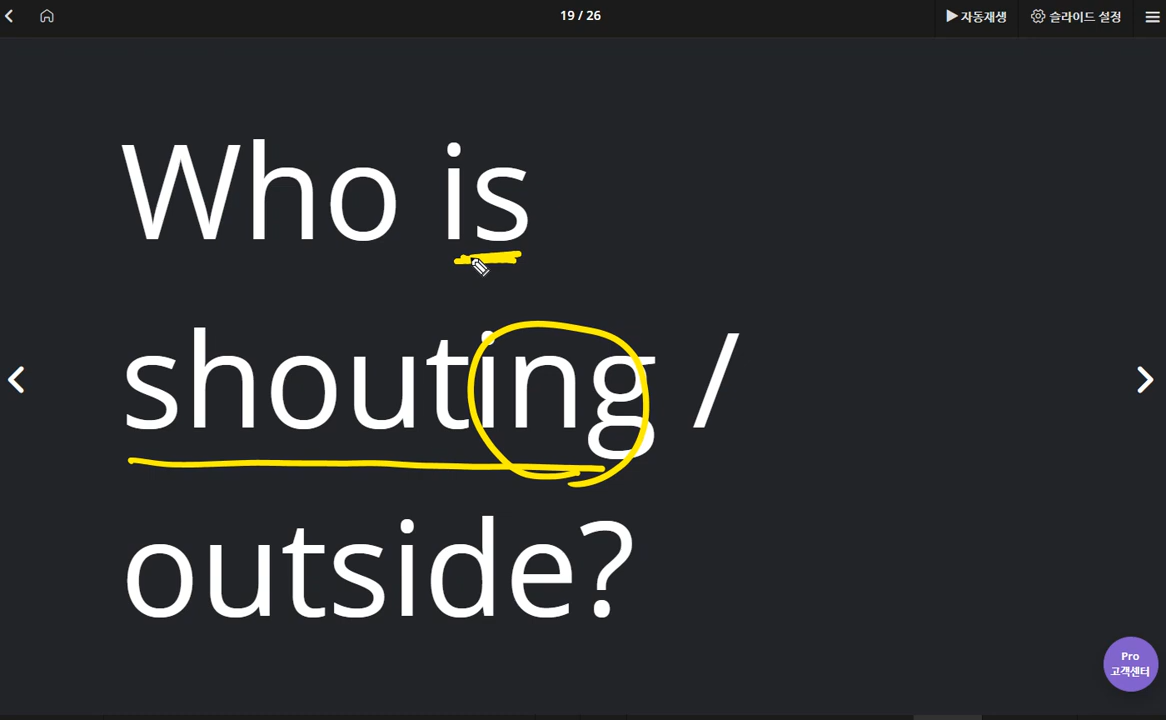 19 / 26
자동재생
슬라이드 설정
Who is
shouting /
outside?
Pro
고객센터